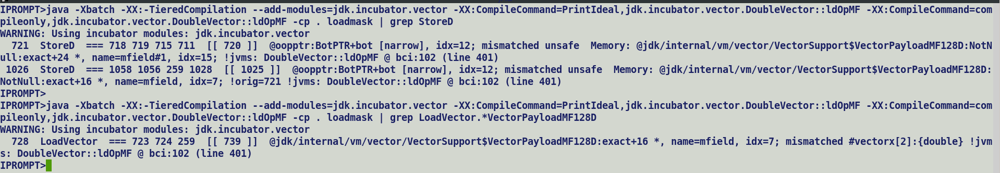 IPROMPT>java -Xbatch -XX:-TieredCompilation --add-modules=jdk.incubator.vector -XX:CompileCommand=PrintIdeal,jdk.incubator.vector.DoubleVector::ldOpMF -XX:CompileCommand=com
pileonly,jdk.incubator.vector.DoubleVector::ldOpMF -cp . loadmask | grep StoreD
WARNING: Using incubator modules: jdk.incubator.vector
  721  StoreD  === 718 719 715 711  [[ 720 ]]  @oopptr:BotPTR+bot [narrow], idx=12; mismatched unsafe  Memory: @jdk/internal/vm/vector/VectorSupport$VectorPayloadMF128D:NotN
ull:exact+24 *, name=mfield#1, idx=15; !jvms: DoubleVector::ldOpMF @ bci:102 (line 401)
 1026  StoreD  === 1058 1056 259 1028  [[ 1025 ]]  @oopptr:BotPTR+bot [narrow], idx=12; mismatched unsafe  Memory: @jdk/internal/vm/vector/VectorSupport$VectorPayloadMF128D:
NotNull:exact+16 *, name=mfield, idx=7; !orig=721 !jvms: DoubleVector::ldOpMF @ bci:102 (line 401)
IPROMPT>
IPROMPT>java -Xbatch -XX:-TieredCompilation --add-modules=jdk.incubator.vector -XX:CompileCommand=PrintIdeal,jdk.incubator.vector.DoubleVector::ldOpMF -XX:CompileCommand=com
pileonly,jdk.incubator.vector.DoubleVector::ldOpMF -cp . loadmask | grep LoadVector.*VectorPayloadMF128D
WARNING: Using incubator modules: jdk.incubator.vector
  728  LoadVector  === 723 724 259  [[ 739 ]]  @jdk/internal/vm/vector/VectorSupport$VectorPayloadMF128D:exact+16 *, name=mfield, idx=7; mismatched #vectorx[2]:{double} !jvm
s: DoubleVector::ldOpMF @ bci:102 (line 401)
IPROMPT>